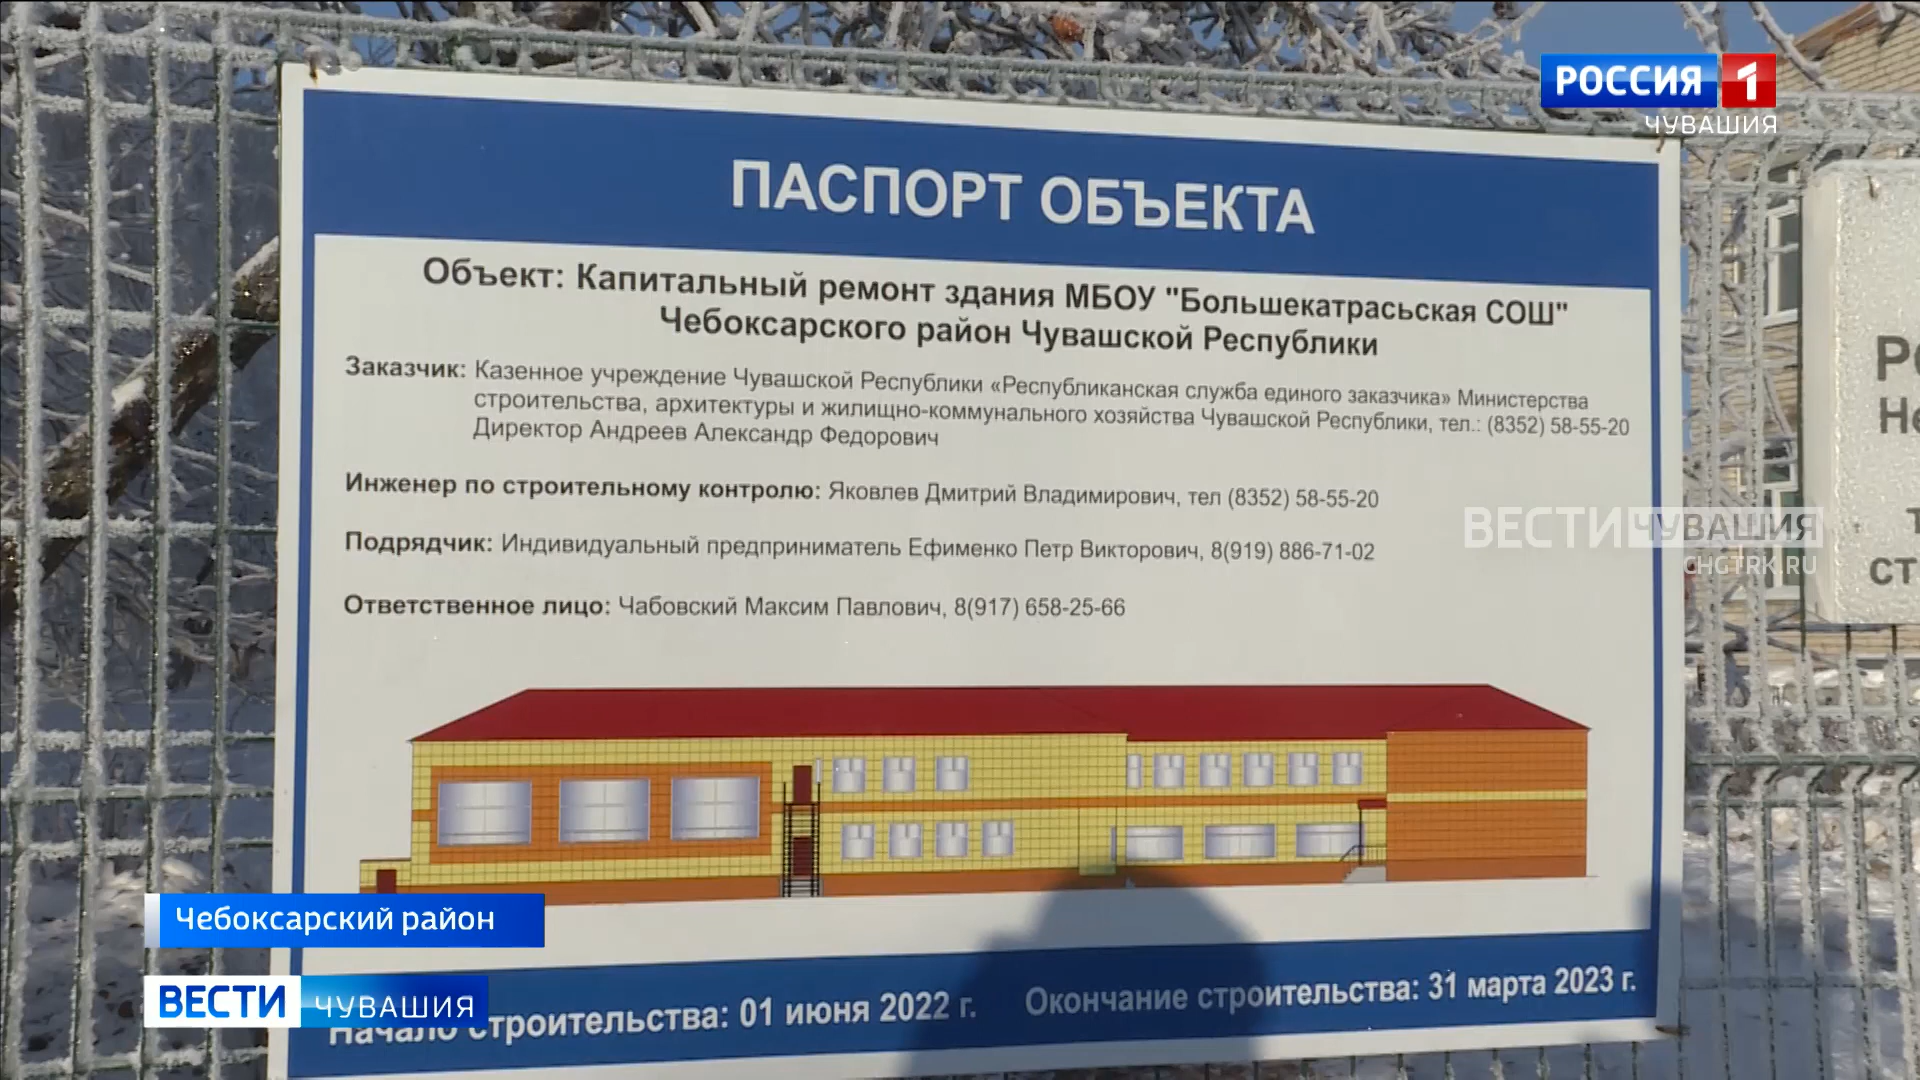 РОССИЯ 1
ЧУВАШИЯ
ПАСПОРТ ОБЪЕКТА
Объект: Капитальный ремонт здания МБОУ "Большекатрасьская СОШ"
Чебоксарского район Чувашской Республики
Заказчик: Казенное учреждение Чувашской Республики «Республиканская служба единого заказчика» Министерства
строительства, архитектуры и жилищно-коммунального хозяйства Чувашской Республики, тел.: (8352) 58-55-20
Директор Андреев Александр Федорович
Инженер по строительному контролю: Яковлев Дмитрий Владимирович, тел (8352) 58-55-20
Подрядчик: Индивидуальный предприниматель Ефименко Петр Викторович, 8(919) 886-71-02
Ответственное лицо: Чабовский Максим Павлович, 8(917) 658-25-66
ВЕСТИ ЧУВАШИЯ
CHGTRK.RU
Чебоксарский район
ВЕСТИ ЧУВАШИЯ
Начало строительства: 01 июня 2022 г. Окончание строительства: 31 марта 2023 г.